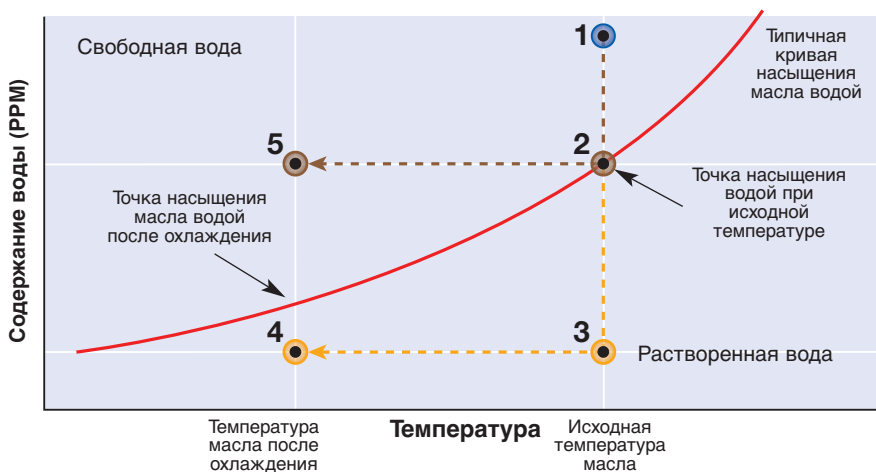 Свободная вода
1
Типичная
кривая
насыщения
масла водой
5
2
Точка насыщения
масла водой
после охлаждения
Точка насыщения
водой при
исходной
температуре
Содержание воды (PPM)
4
3
Растворенная вода
Температура
масла после
охлаждения
Температура
Исходная
температура
масла